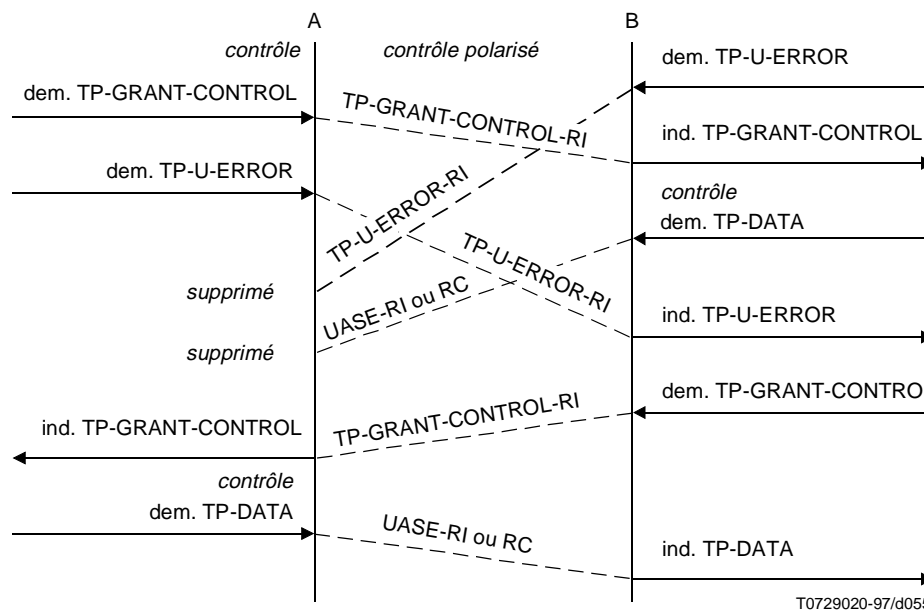 A
B
contrôle
contrôle polarisé
dem. TP-U-ERROR
dem. TP-GRANT-CONTROL
TP-GRANT-CONTROL-RI
ind. TP-GRANT-CONTROL
dem. TP-U-ERROR
contrôle
dem. TP-DATA
TP-U-ERROR-RI
TP-U-ERROR-RI
supprimé
UASE-RI ou RC
ind. TP-U-ERROR
supprimé
dem. TP-GRANT-CONTRO
ind. TP-GRANT-CONTROL
TP-GRANT-CONTROL-RI
contrôle
dem. TP-DATA
UASE-RI ou RC
ind. TP-DATA
T0729020-97/d055